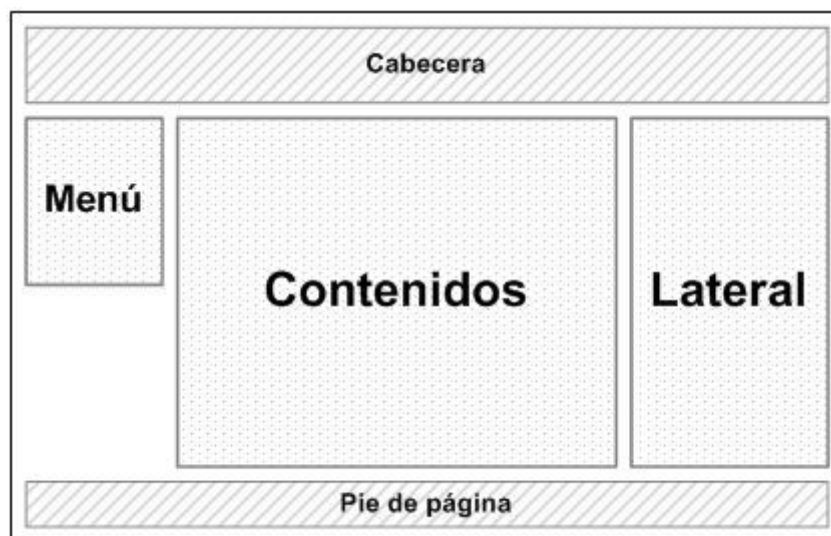 Cabecera
Menú
Contenidos
Lateral
Pie de página